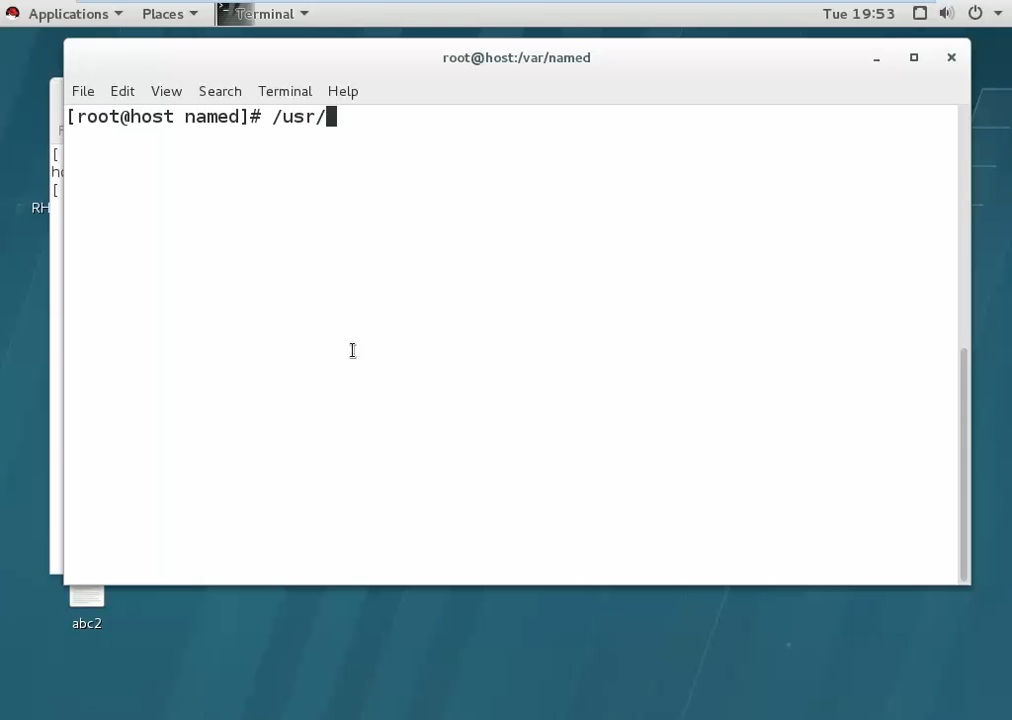 Applications Places Terminal Tue 19:53
root@host:/var/named
File Edit View Search Terminal Help
[root@host named]# /usr/
[
[
RH
abc2